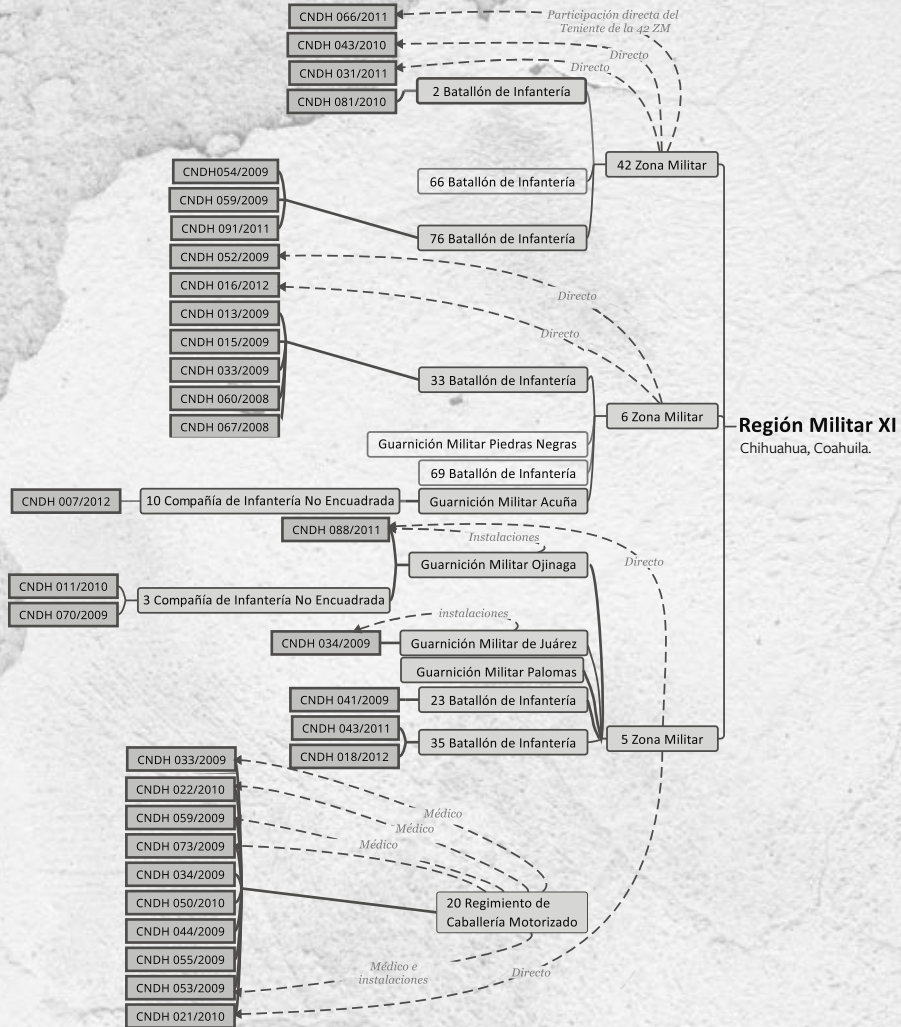 CNDH 066/2011
Participación directa del
Teniente de la 42 ZM
CNDH 043/2010
Directo
CNDH 031/2011
Directo
CNDH 081/2010
2 Batallón de Infantería
42 Zona Militar
CNDH054/2009
66 Batallón de Infantería
CNDH 059/2009
CNDH 091/2011
76 Batallón de Infantería
CNDH 052/2009
CNDH 016/2012
Directo
CNDH 013/2009
Directo
CNDH 015/2009
CNDH 033/2009
33 Batallón de Infantería
CNDH 060/2008
CNDH 067/2008
6 Zona Militar
Región Militar XI
Chihuahua, Coahuila.
Guarnición Militar Piedras Negras
69 Batallón de Infantería
CNDH 007/2012
10 Compañía de Infantería No Encuadrada
Guarnición Militar Acuña
CNDH 088/2011
Instalaciones
Directo
Guarnición Militar Ojinaga
CNDH 011/2010
3 Compañía de Infantería No Encuadrada
CNDH 070/2009
instalaciones
CNDH 034/2009
Guarnición Militar de Juárez
Guarnición Militar Palomas
CNDH 041/2009
23 Batallón de Infantería
CNDH 043/2011
35 Batallón de Infantería
5 Zona Militar
CNDH 018/2012
CNDH 033/2009
CNDH 022/2010
CNDH 059/2009
Médico
Médico
CNDH 073/2009
Médico
CNDH 034/2009
CNDH 050/2010
20 Regimiento de
Caballería Motorizado
CNDH 044/2009
CNDH 055/2009
Médico e
instalaciones
Directo
CNDH 053/2009
CNDH 021/2010